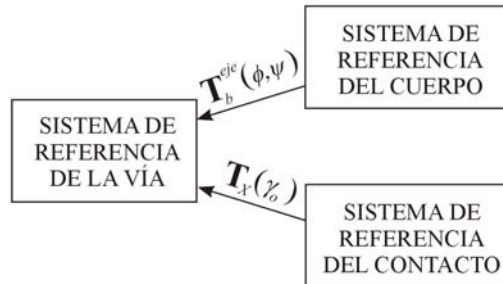 SISTEMA DE
REFERENCIA
DEL CUERPO
T_b^{eje}(ϕ,ψ)
SISTEMA DE
REFERENCIA
DE LA VÍA
T_χ(γ_o)
SISTEMA DE
REFERENCIA
DEL CONTACTO